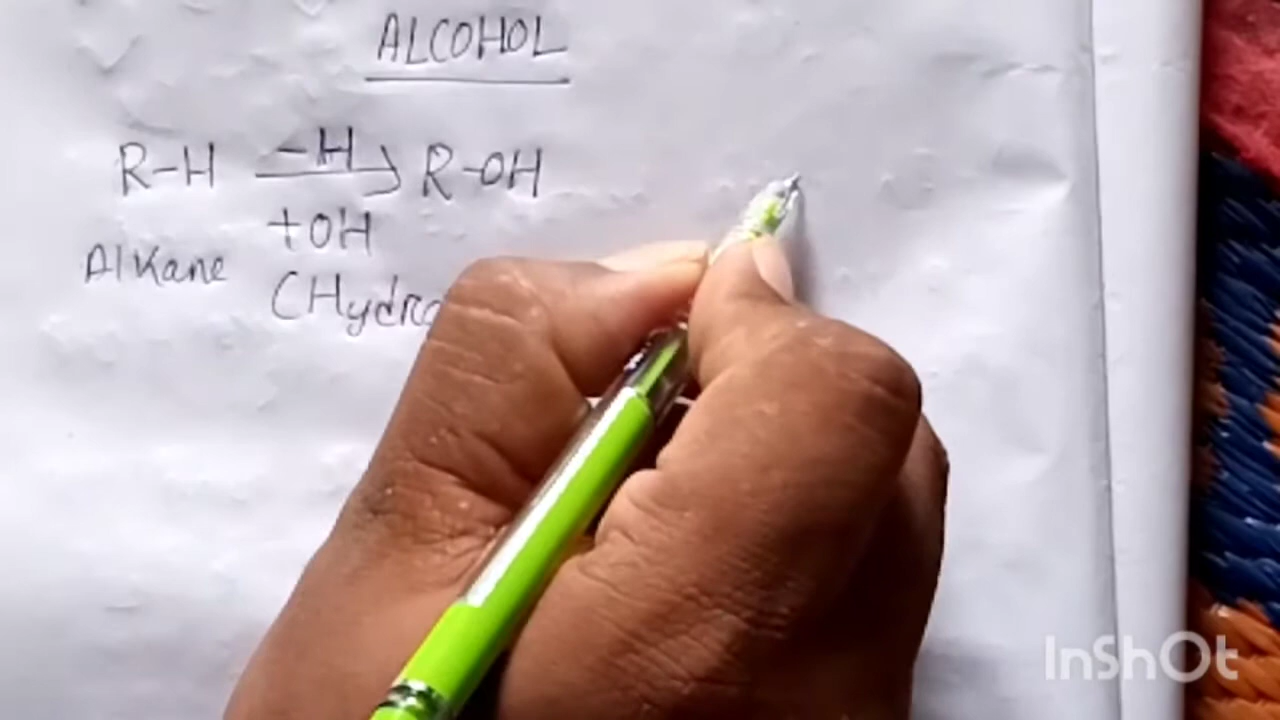 ALCOHOL
R-H -H → R-OH
+OH
Alkane
InShOt